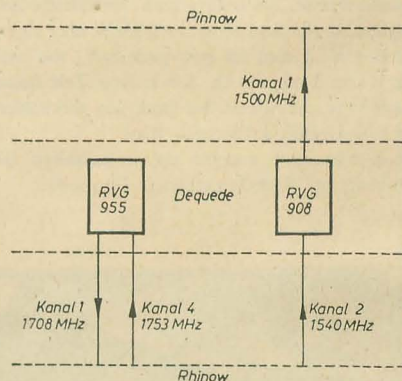 Pinnow
Kanal 1
1500 MHz
RVG
955
Dequede
RVG
908
Kanal 1
1708 MHz
Kanal 4
1753 MHz
Kanal 2
1540 MHz
Rhinow